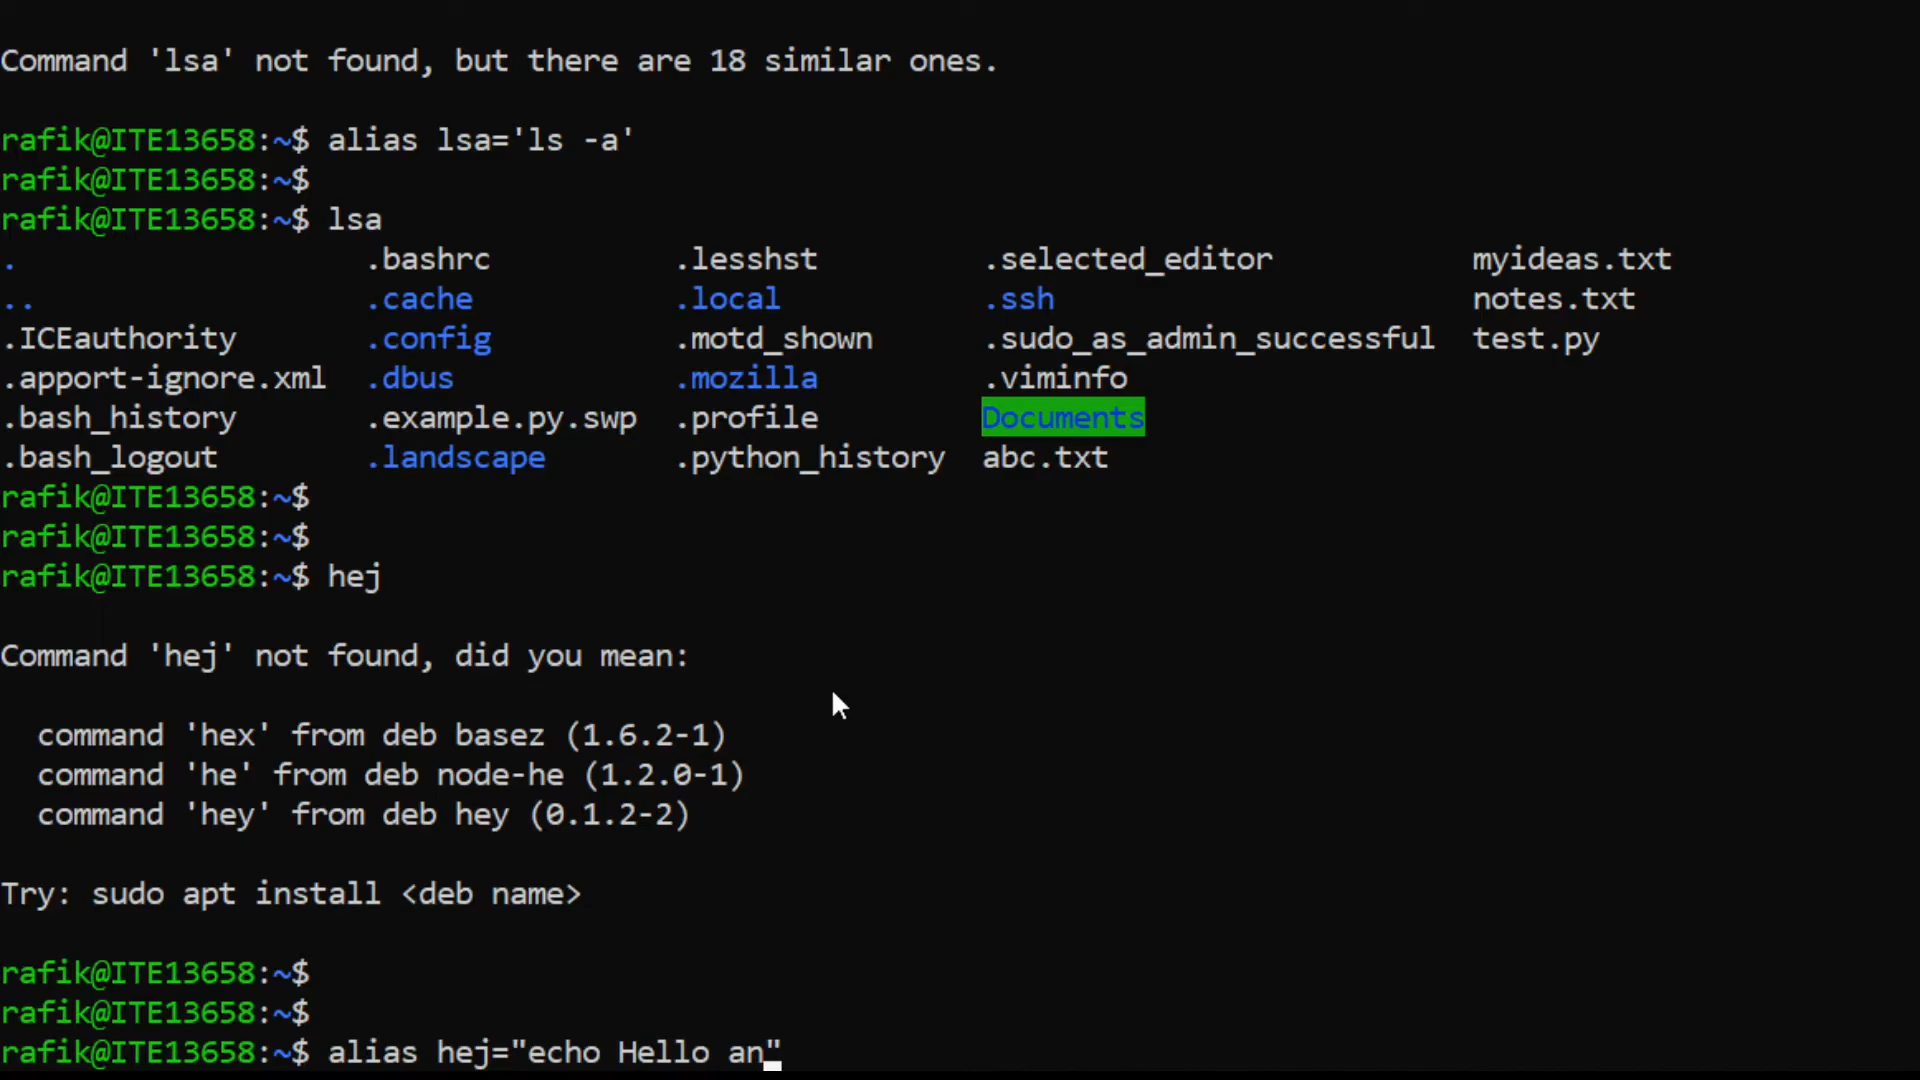 Command 'lsa' not found, but there are 18 similar ones.
rafik@ITE13658:~$ alias lsa='ls -a'
rafik@ITE13658:~$
rafik@ITE13658:~$ lsa
. .bashrc .lesshst .selected_editor myideas.txt
.. .cache .local .ssh notes.txt
.ICEauthority .config .motd_shown .sudo_as_admin_successful test.py
.apport-ignore.xml .dbus .mozilla .viminfo
.bash_history .example.py.swp .profile Documents
.bash_logout .landscape .python_history abc.txt
rafik@ITE13658:~$
rafik@ITE13658:~$
rafik@ITE13658:~$ hej
Command 'hej' not found, did you mean:
command 'hex' from deb basez (1.6.2-1)
command 'he' from deb node-he (1.2.0-1)
command 'hey' from deb hey (0.1.2-2)
Try: sudo apt install <deb name>
rafik@ITE13658:~$
rafik@ITE13658:~$
rafik@ITE13658:~$ alias hej="echo Hello an"